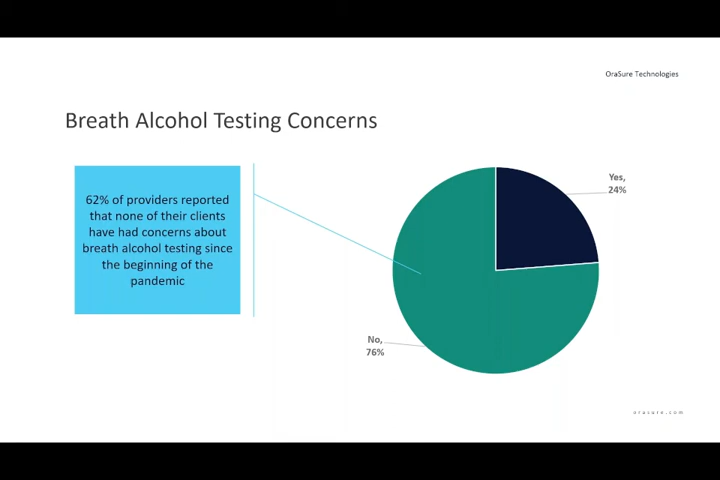 OraSure Technologies
Breath Alcohol Testing Concerns
62% of providers reported
that none of their clients
have had concerns about
breath alcohol testing since
the beginning of the
pandemic
Yes,
24%
No,
76%
orasure.com